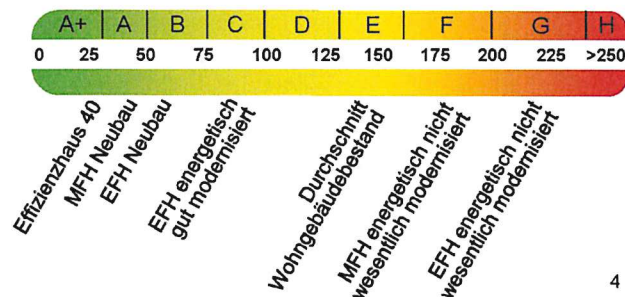 A+ A B C D E F G H
0 25 50 75 100 125 150 175 200 225 >250
Effizienzhaus 40
MFH Neubau
EFH Neubau
EFH energetisch
gut modernisiert
Durchschnitt
Wohngebäudebestand
MFH energetisch nicht
wesentlich modernisiert
EFH energetisch nicht
wesentlich modernisiert
4